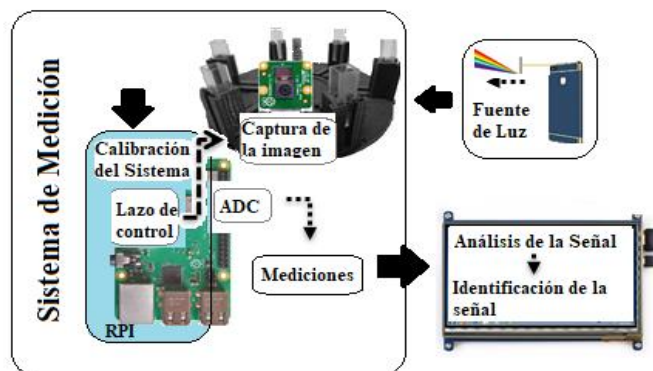 Sistema de Medición
Calibración
del Sistema
Lazo de
control
RPI
Captura de
la imagen
ADC
Mediciones
Fuente
de Luz
Análisis de la Señal
Identificación de la
señal